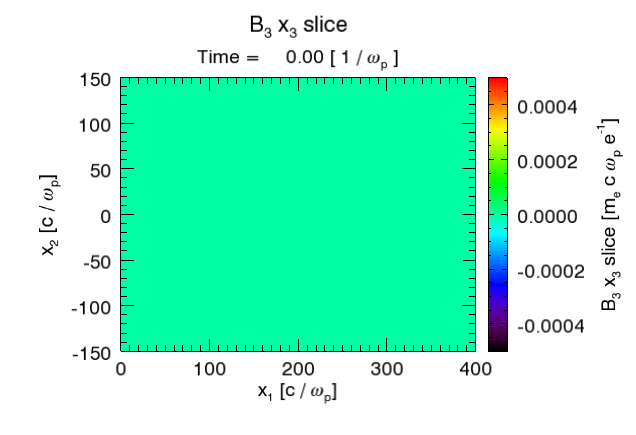 B₃ x₃ slice
Time = 0.00 [ 1 / ωₚ ]
150
100
50
0
-50
-100
-150
x₂ [c / ωₚ]
0 100 200 300 400
x₁ [c / ωₚ]
0.0004
0.0002
0.0000
-0.0002
-0.0004
B₃ x₃ slice [mₑ c ωₚ e⁻¹]